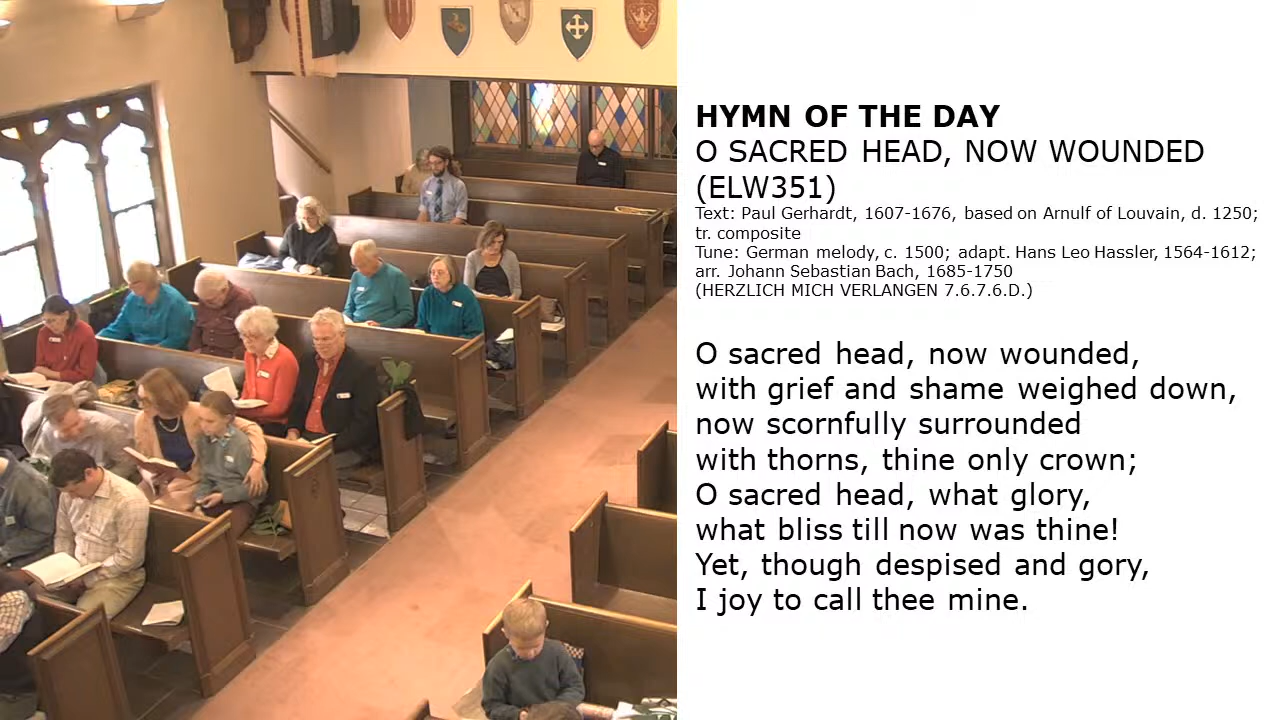 HYMN OF THE DAY
O SACRED HEAD, NOW WOUNDED
(ELW351)
Text: Paul Gerhardt, 1607-1676, based on Arnulf of Louvain, d. 1250;
tr. composite
Tune: German melody, c. 1500; adapt. Hans Leo Hassler, 1564-1612;
arr. Johann Sebastian Bach, 1685-1750
(HERZLICH MICH VERLANGEN 7.6.7.6.D.)
O sacred head, now wounded,
with grief and shame weighed down,
now scornfully surrounded
with thorns, thine only crown;
O sacred head, what glory,
what bliss till now was thine!
Yet, though despised and gory,
I joy to call thee mine.